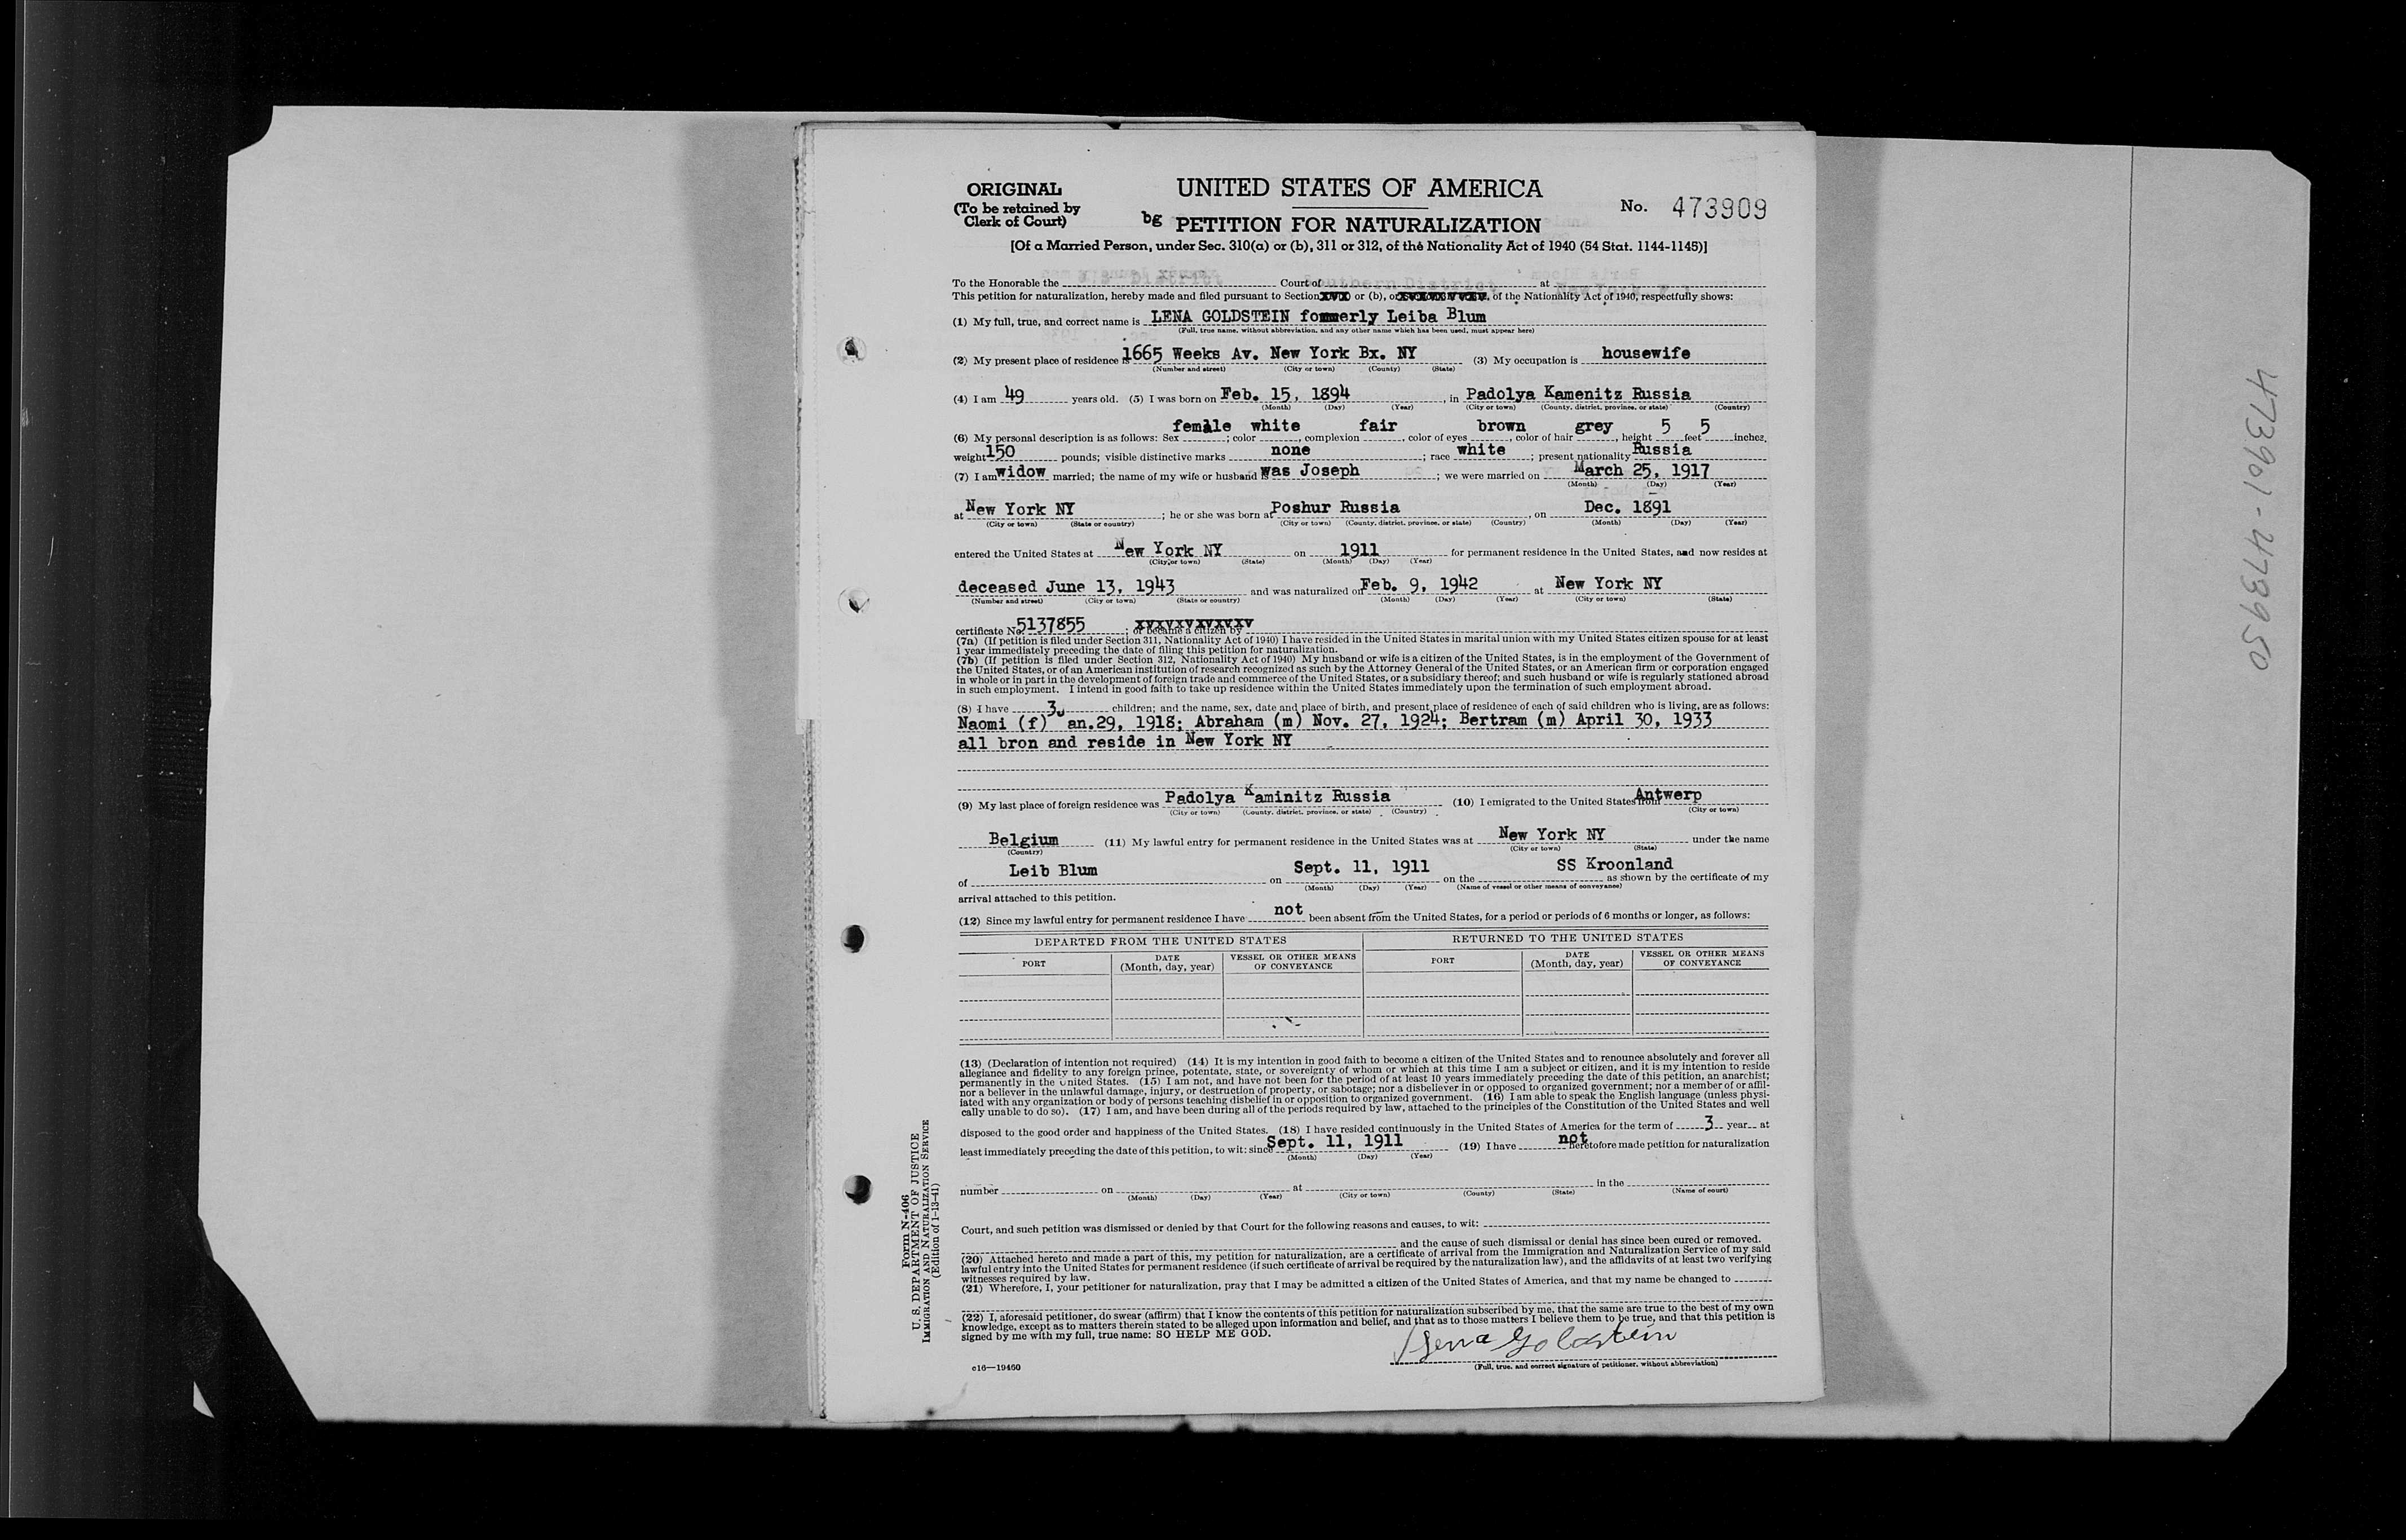 ORIGINAL
(To be retained by
Clerk of Court)
UNITED STATES OF AMERICA
bg PETITION FOR NATURALIZATION
No. 473909
[Of a Married Person, under Sec. 310(a) or (b), 311 or 312, of the Nationality Act of 1940 (54 Stat. 1144-1145)]
To the Honorable the Court of at
This petition for naturalization, hereby made and filed pursuant to Section or (b), or , of the Nationality Act of 1940, respectfully shows:
(1) My full, true, and correct name is LENA GOLDSTEIN formerly Leiba Blum
(Full, true name, without abbreviation, and any other name which has been used, must appear here)
(2) My present place of residence is 1665 Weeks Av. New York Bx. NY (3) My occupation is housewife
(Number and street) (City or town) (County) (State)
(4) I am 49 years old. (5) I was born on Feb. 15, 1894, in Padolya Kamenitz Russia
(Month) (Day) (Year) (City or town) (County, district, province, or state) (Country)
female white fair brown grey 5 5
(6) My personal description is as follows: Sex ; color , complexion , color of eyes , color of hair , height feet inches,
weight 150 pounds; visible distinctive marks none ; race white ; present nationality Russia
(7) I am widow married; the name of my wife or husband is was Joseph ; we were married on March 25, 1917
(Month) (Day) (Year)
at New York NY ; he or she was born at Poshur Russia , on Dec. 1891
(City or town) (State or country) (City or town) (County, district, province, or state) (Country) (Month) (Day) (Year)
entered the United States at New York NY on 1911 for permanent residence in the United States, and now resides at
(City or town) (State) (Month) (Day) (Year)
deceased June 13, 1943 and was naturalized on Feb. 9, 1942 at New York NY
(Number and street) (City or town) (State or country) (Month) (Day) (Year) (City or town) (State)
certificate No. 5137855 ; or became a citizen by xvxvxvxvxvxv
(7a) (If petition is filed under Section 311, Nationality Act of 1940) I have resided in the United States in marital union with my United States citizen spouse for at least
1 year immediately preceding the date of filing this petition for naturalization.
(7b) (If petition is filed under Section 312, Nationality Act of 1940) My husband or wife is a citizen of the United States, is in the employment of the Government of
the United States, or of an American institution of research recognized as such by the Attorney General of the United States, or an American firm or corporation engaged
in whole or in part in the development of foreign trade and commerce of the United States, or a subsidiary thereof; and such husband or wife is regularly stationed abroad
in such employment. I intend in good faith to take up residence within the United States immediately upon the termination of such employment abroad.
(8) I have 3 children; and the name, sex, date and place of birth, and present place of residence of each of said children who is living, are as follows:
Naomi (f) Jan.29, 1918; Abraham (m) Nov. 27, 1924; Bertram (m) April 30, 1933
all bron and reside in New York NY
(9) My last place of foreign residence was Padolya Kaminitz Russia (10) I emigrated to the United States from Antwerp
(City or town) (County, district, province, or state) (Country) (City or town)
Belgium (11) My lawful entry for permanent residence in the United States was at New York NY under the name
(Country) (City or town) (State)
of Leib Blum on Sept. 11, 1911 on the SS Kroonland as shown by the certificate of my
(Month) (Day) (Year) (Name of vessel or other means of conveyance)
arrival attached to this petition.
(12) Since my lawful entry for permanent residence I have not been absent from the United States, for a period or periods of 6 months or longer, as follows:
DEPARTED FROM THE UNITED STATES RETURNED TO THE UNITED STATES
PORT DATE (Month, day, year) VESSEL OR OTHER MEANS OF CONVEYANCE PORT DATE (Month, day, year) VESSEL OR OTHER MEANS OF CONVEYANCE
(13) (Declaration of intention not required) (14) It is my intention in good faith to become a citizen of the United States and to renounce absolutely and forever all
allegiance and fidelity to any foreign prince, potentate, state, or sovereignty of whom or which at this time I am a subject or citizen, and it is my intention to reside
permanently in the United States. (15) I am not, and have not been for the period of at least 10 years immediately preceding the date of this petition, an anarchist;
nor a believer in the unlawful damage, injury, or destruction of property, or sabotage; nor a disbeliever in or opposed to organized government; nor a member of or affil-
iated with any organization or body of persons teaching disbelief in or opposition to organized government. (16) I am able to speak the English language (unless physi-
cally unable to do so). (17) I am, and have been during all of the periods required by law, attached to the principles of the Constitution of the United States and well
disposed to the good order and happiness of the United States. (18) I have resided continuously in the United States of America for the term of 3 year at
least immediately preceding the date of this petition, to wit: since Sept. 11, 1911 (19) I have not heretofore made petition for naturalization
(Month) (Day) (Year)
number on at in the
(Month) (Day) (Year) (City or town) (County) (State) (Name of court)
Court, and such petition was dismissed or denied by that Court for the following reasons and causes, to wit:
and the cause of such dismissal or denial has since been cured or removed.
(20) Attached hereto and made a part of this, my petition for naturalization, are a certificate of arrival from the Immigration and Naturalization Service of my said
lawful entry into the United States for permanent residence (if such certificate of arrival be required by the naturalization law), and the affidavits of at least two verifying
witnesses required by law.
(21) Wherefore, I, your petitioner for naturalization, pray that I may be admitted a citizen of the United States of America, and that my name be changed to
(22) I, aforesaid petitioner, do swear (affirm) that I know the contents of this petition for naturalization subscribed by me, that the same are true to the best of my own
knowledge, except as to matters therein stated to be alleged upon information and belief, and that as to those matters I believe them to be true, and that this petition is
signed by me with my full, true name: SO HELP ME GOD.
Lena Goldstein
(Full, true, and correct signature of petitioner, without abbreviation)
c16—19460
Form N-406
U. S. DEPARTMENT OF JUSTICE
IMMIGRATION AND NATURALIZATION SERVICE
(Edition of 1-13-41)
473901-473950